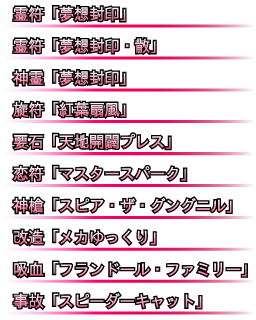 霊符「夢想封印」
霊符「夢想封印・散」
神霊「夢想封印」
旋符「紅葉扇風」
要石「天地開闢プレス」
恋符「マスタースパーク」
神槍「スピア・ザ・グングニル」
改造「メカゆっくり」
吸血「フランドール・ファミリー」
事故「スピーダーキャット」